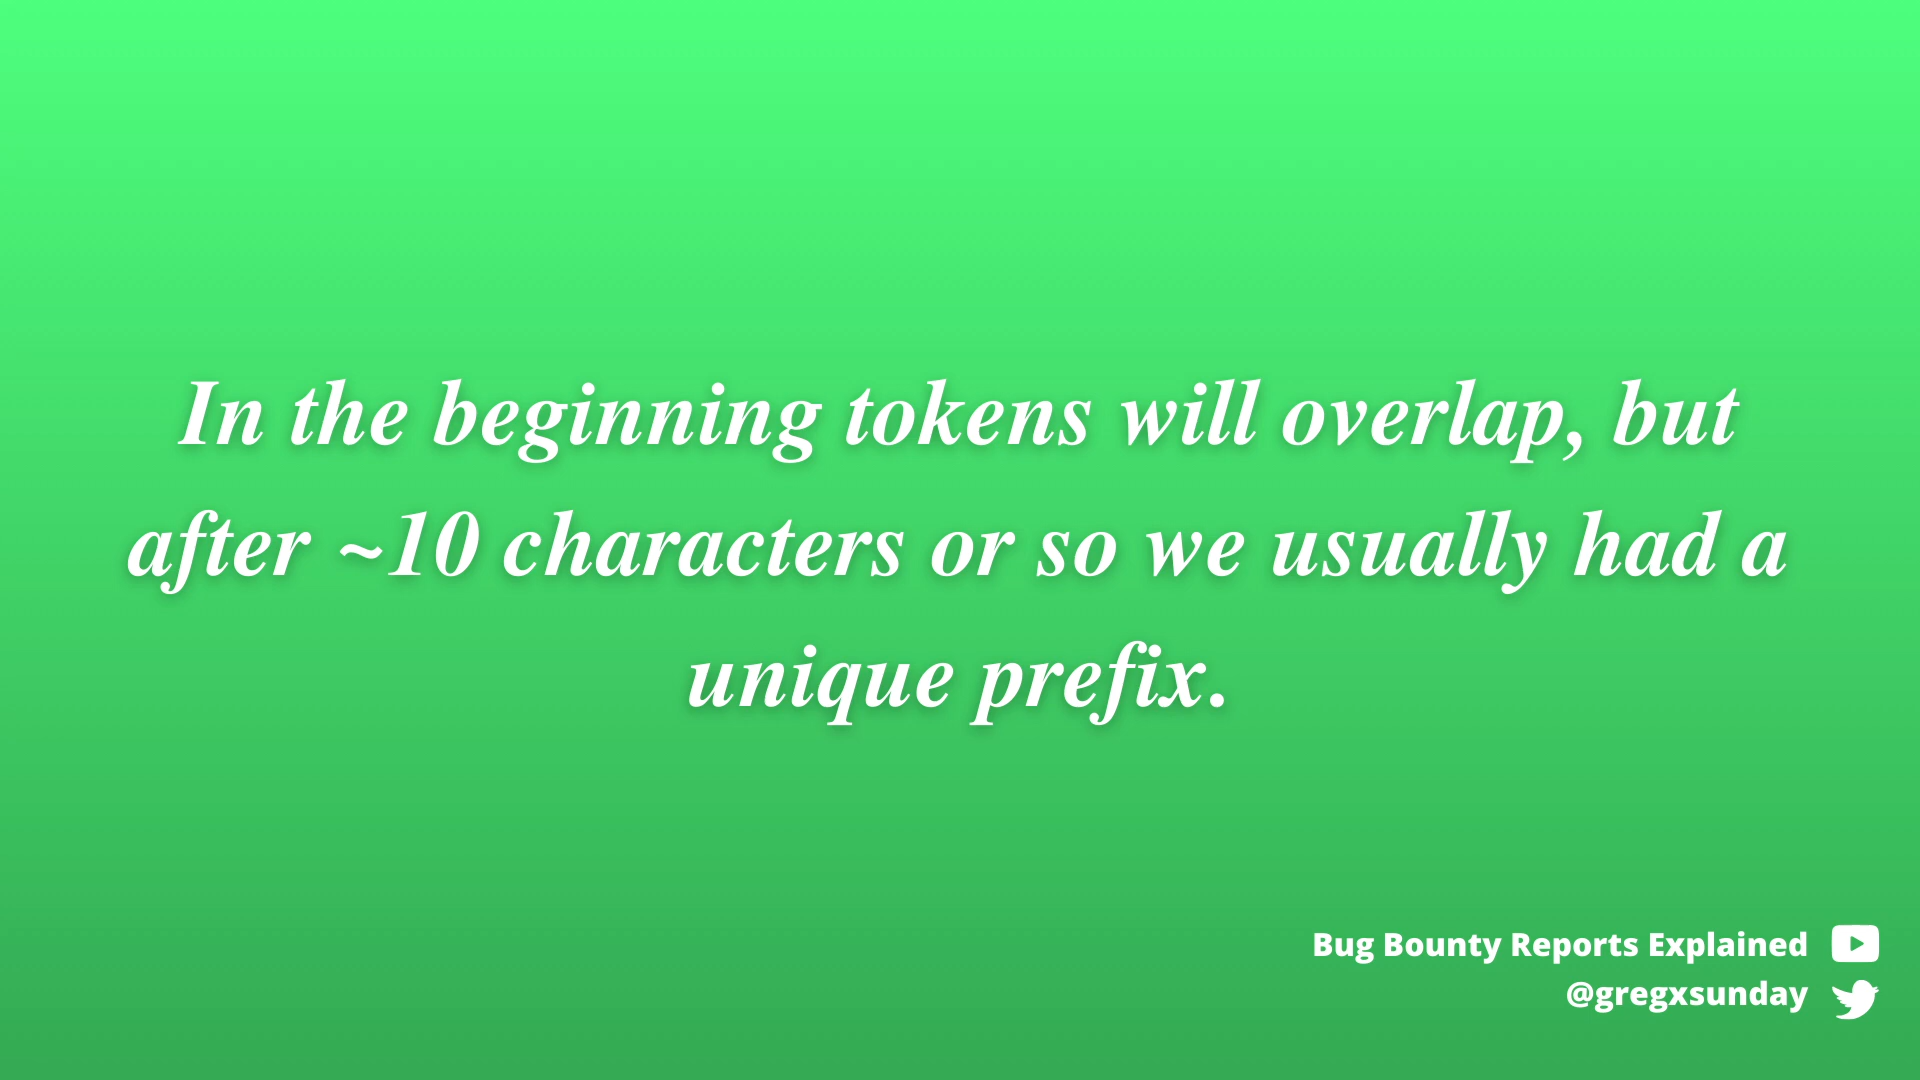 In the beginning tokens will overlap, but
after ~10 characters or so we usually had a
unique prefix.
Bug Bounty Reports Explained
@gregxsunday